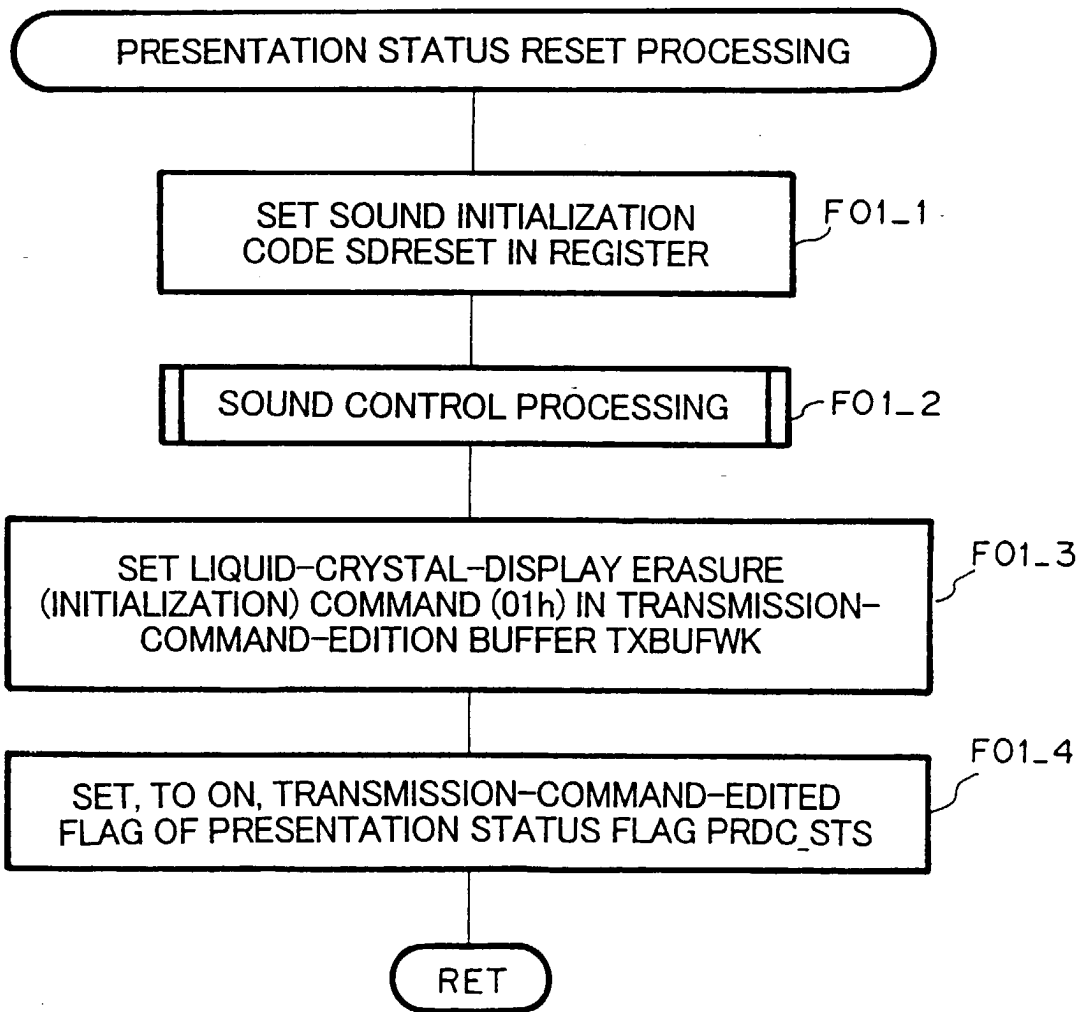 PRESENTATION STATUS RESET PROCESSING
SET SOUND INITIALIZATION
CODE SDRESET IN REGISTER
F01_1
SOUND CONTROL PROCESSING
F01_2
SET LIQUID-CRYSTAL-DISPLAY ERASURE
(INITIALIZATION) COMMAND (01h) IN TRANSMISSION-
COMMAND-EDITION BUFFER TXBUFWK
F01_3
SET, TO ON, TRANSMISSION-COMMAND-EDITED
FLAG OF PRESENTATION STATUS FLAG PRDC_STS
F01_4
RET